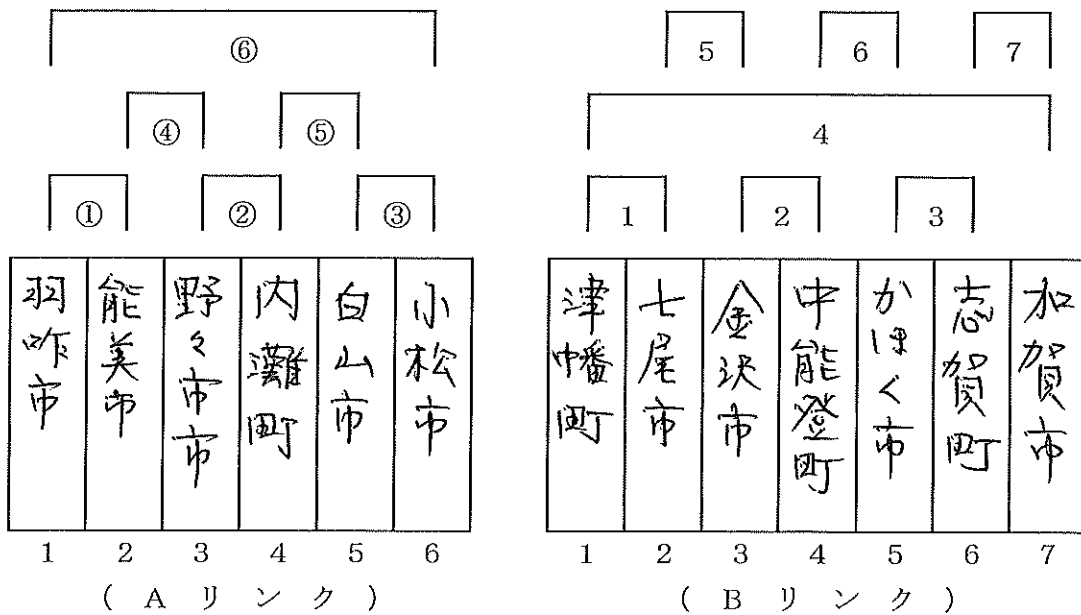 ⑥ 5 6 7
④ ⑤ 4
① ② ③ 1 2 3
羽咋市
能美市
野々市市
内灘町
白山市
小松市
津幡町
七尾市
金沢市
中能登町
かほく市
志賀町
加賀市
1 2 3 4 5 6 1 2 3 4 5 6 7
( A リ ン ク ) ( B リ ン ク )